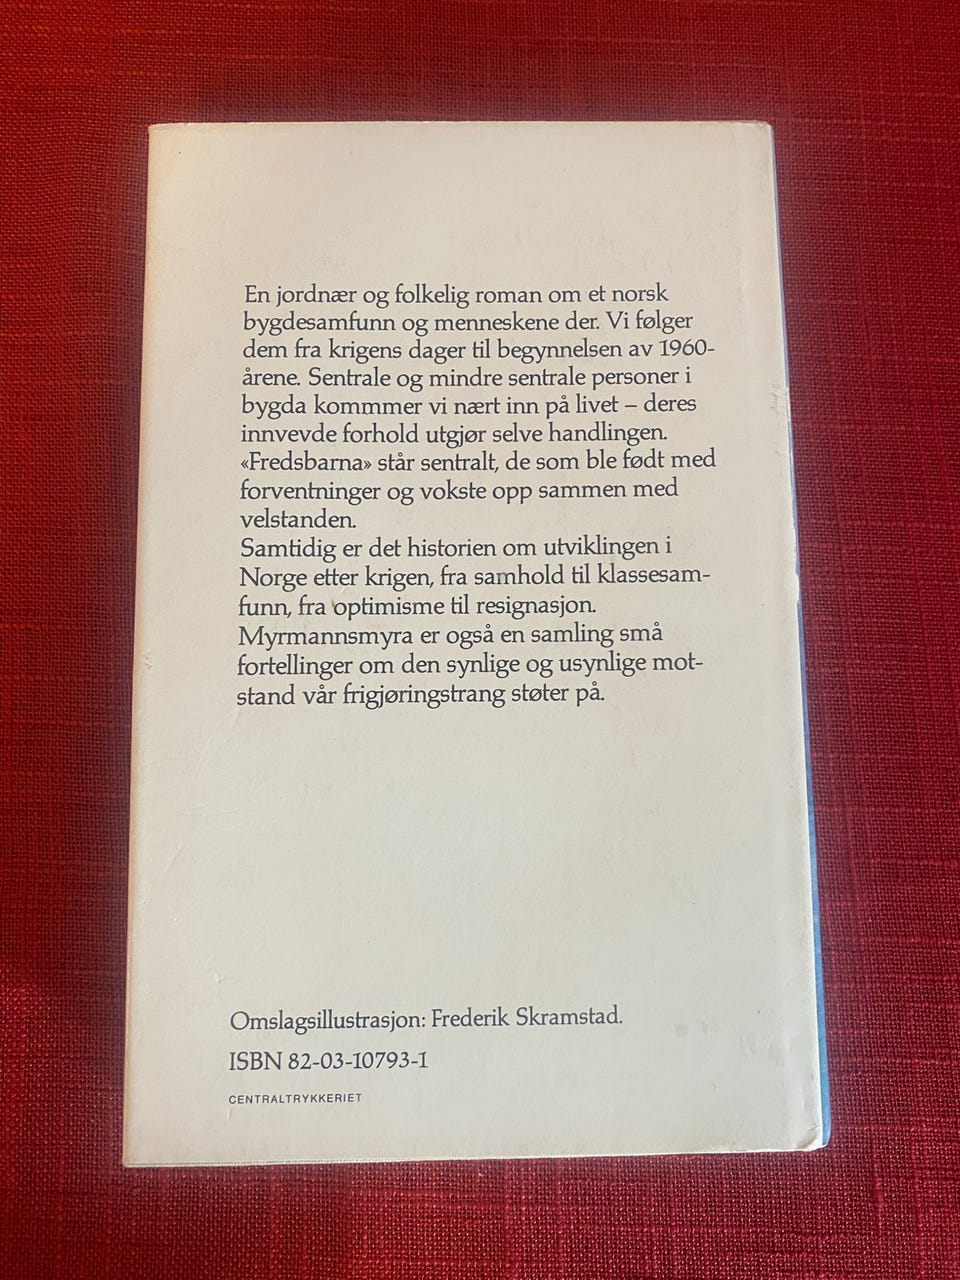 En jordnær og folkelig roman om et norsk
bygdesamfunn og menneskene der. Vi følger
dem fra krigens dager til begynnelsen av 1960-
årene. Sentrale og mindre sentrale personer i
bygda kommmer vi nært inn på livet – deres
innvevde forhold utgjør selve handlingen.
«Fredsbarna» står sentralt, de som ble født med
forventninger og vokste opp sammen med
velstanden.
Samtidig er det historien om utviklingen i
Norge etter krigen, fra samhold til klassesam-
funn, fra optimisme til resignasjon.
Myrmannsmyra er også en samling små
fortellinger om den synlige og usynlige mot-
stand vår frigjøringstrang støter på.
Omslagsillustrasjon: Frederik Skramstad.
ISBN 82-03-10793-1
CENTRALTRYKKERIET